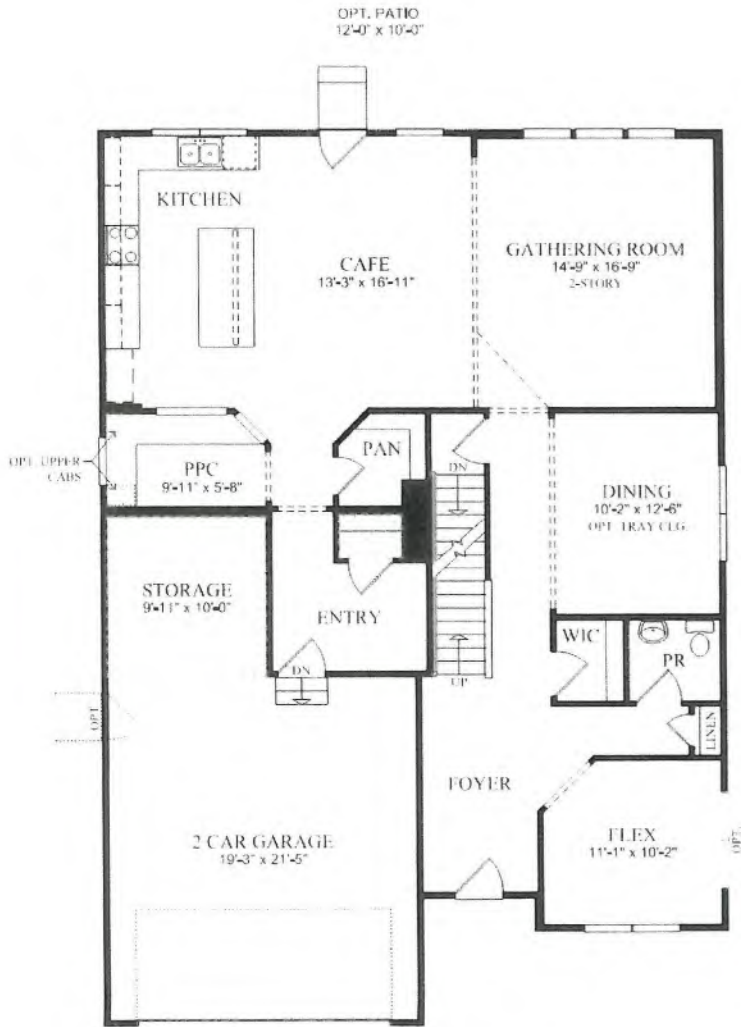 OPT. PATIO
12'-0" x 10'-0"
KITCHEN
CAFE
13'-3" x 16'-11"
GATHERING ROOM
14'-9" x 16'-9"
2-STORY
OPT. UPPER
CABS
PPC
9'-11" x 5'-8"
PAN
DN
DINING
10'-2" x 12'-6"
OPT. TRAY CLG.
STORAGE
9'-11" x 10'-0"
ENTRY
DN
UP
WIC
PR
LINEN
OPT.
FOYER
2 CAR GARAGE
19'-3" x 21'-5"
FLEX
11'-1" x 10'-2"
OPT.